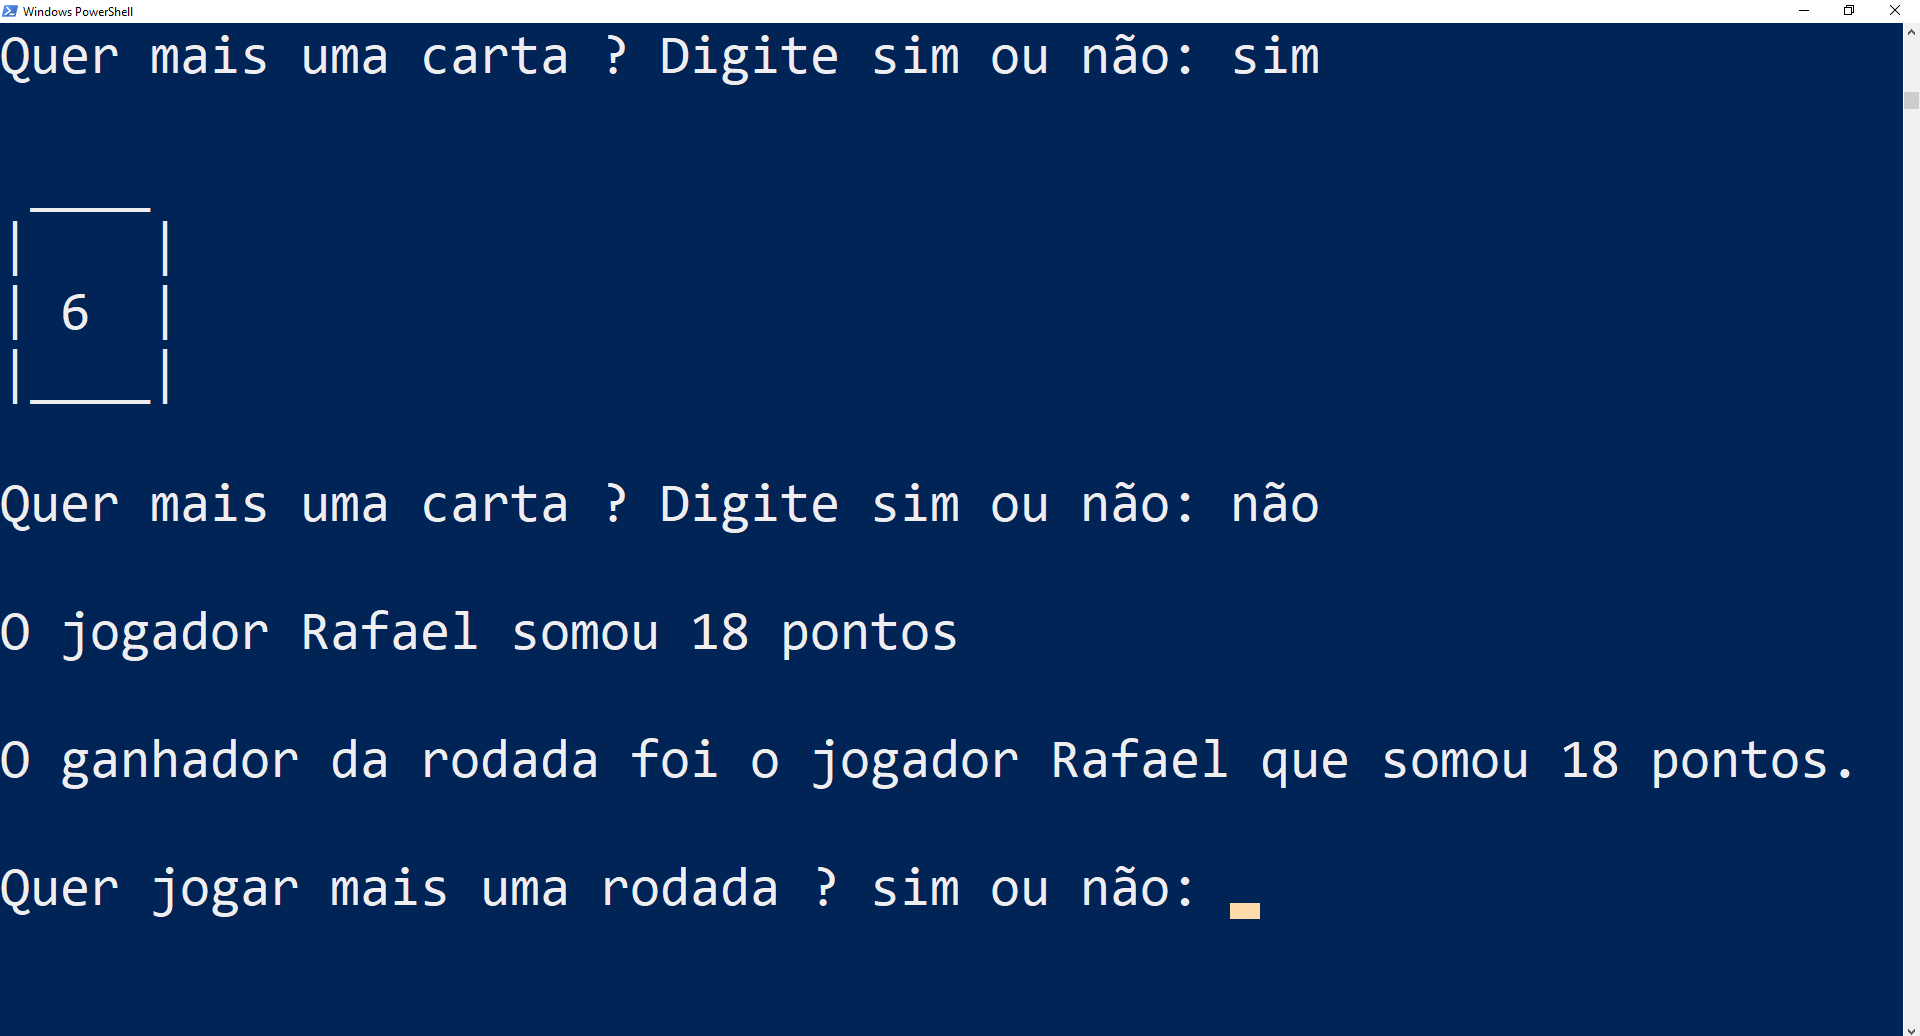 Windows PowerShell
Quer mais uma carta ? Digite sim ou não: sim
 ____
|    |
| 6  |
|____|
Quer mais uma carta ? Digite sim ou não: não
O jogador Rafael somou 18 pontos
O ganhador da rodada foi o jogador Rafael que somou 18 pontos.
Quer jogar mais uma rodada ? sim ou não: